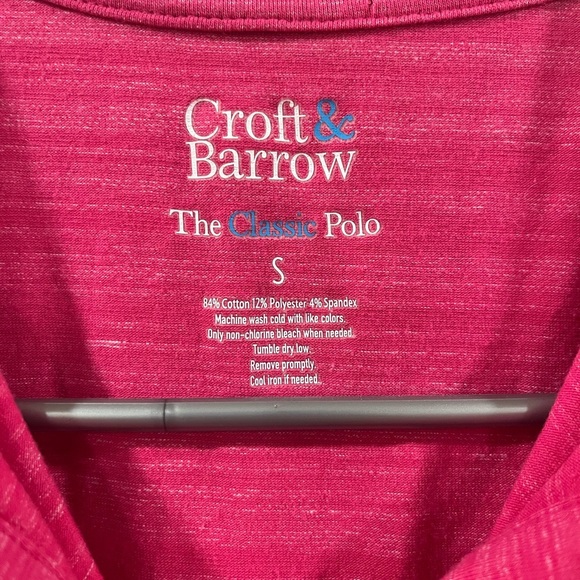 Croft &
Barrow
The Classic Polo
S
84% Cotton 12% Polyester 4% Spandex
Machine wash cold with like colors.
Only non-chlorine bleach when needed.
Tumble dry low.
Remove promptly.
Cool iron if needed.